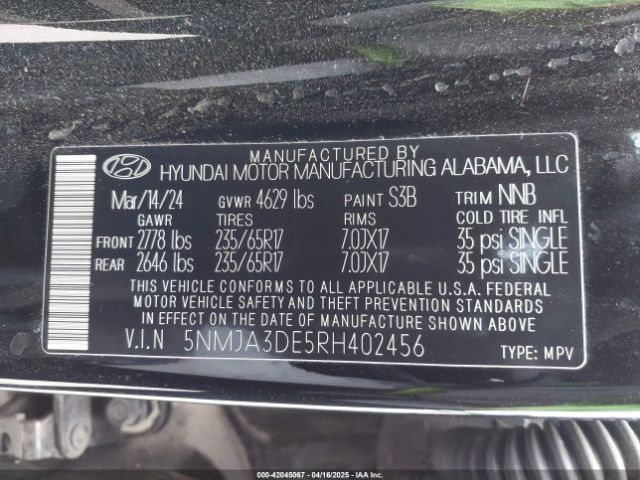 MANUFACTURED BY
HYUNDAI MOTOR MANUFACTURING ALABAMA, LLC
Mar/14/24 GVWR 4629 lbs PAINT S3B TRIM NNB
GAWR TIRES RIMS COLD TIRE INFL
FRONT 2778 lbs 235/65R17 7.0JX17 35 psi SINGLE
REAR 2646 lbs 235/65R17 7.0JX17 35 psi SINGLE
THIS VEHICLE CONFORMS TO ALL APPLICABLE U.S.A. FEDERAL
MOTOR VEHICLE SAFETY AND THEFT PREVENTION STANDARDS
IN EFFECT ON THE DATE OF MANUFACTURE SHOWN ABOVE
V.I.N 5NMJA3DE5RH402456 TYPE: MPV
000-42045067 - 04/16/2025 - IAAI.COM